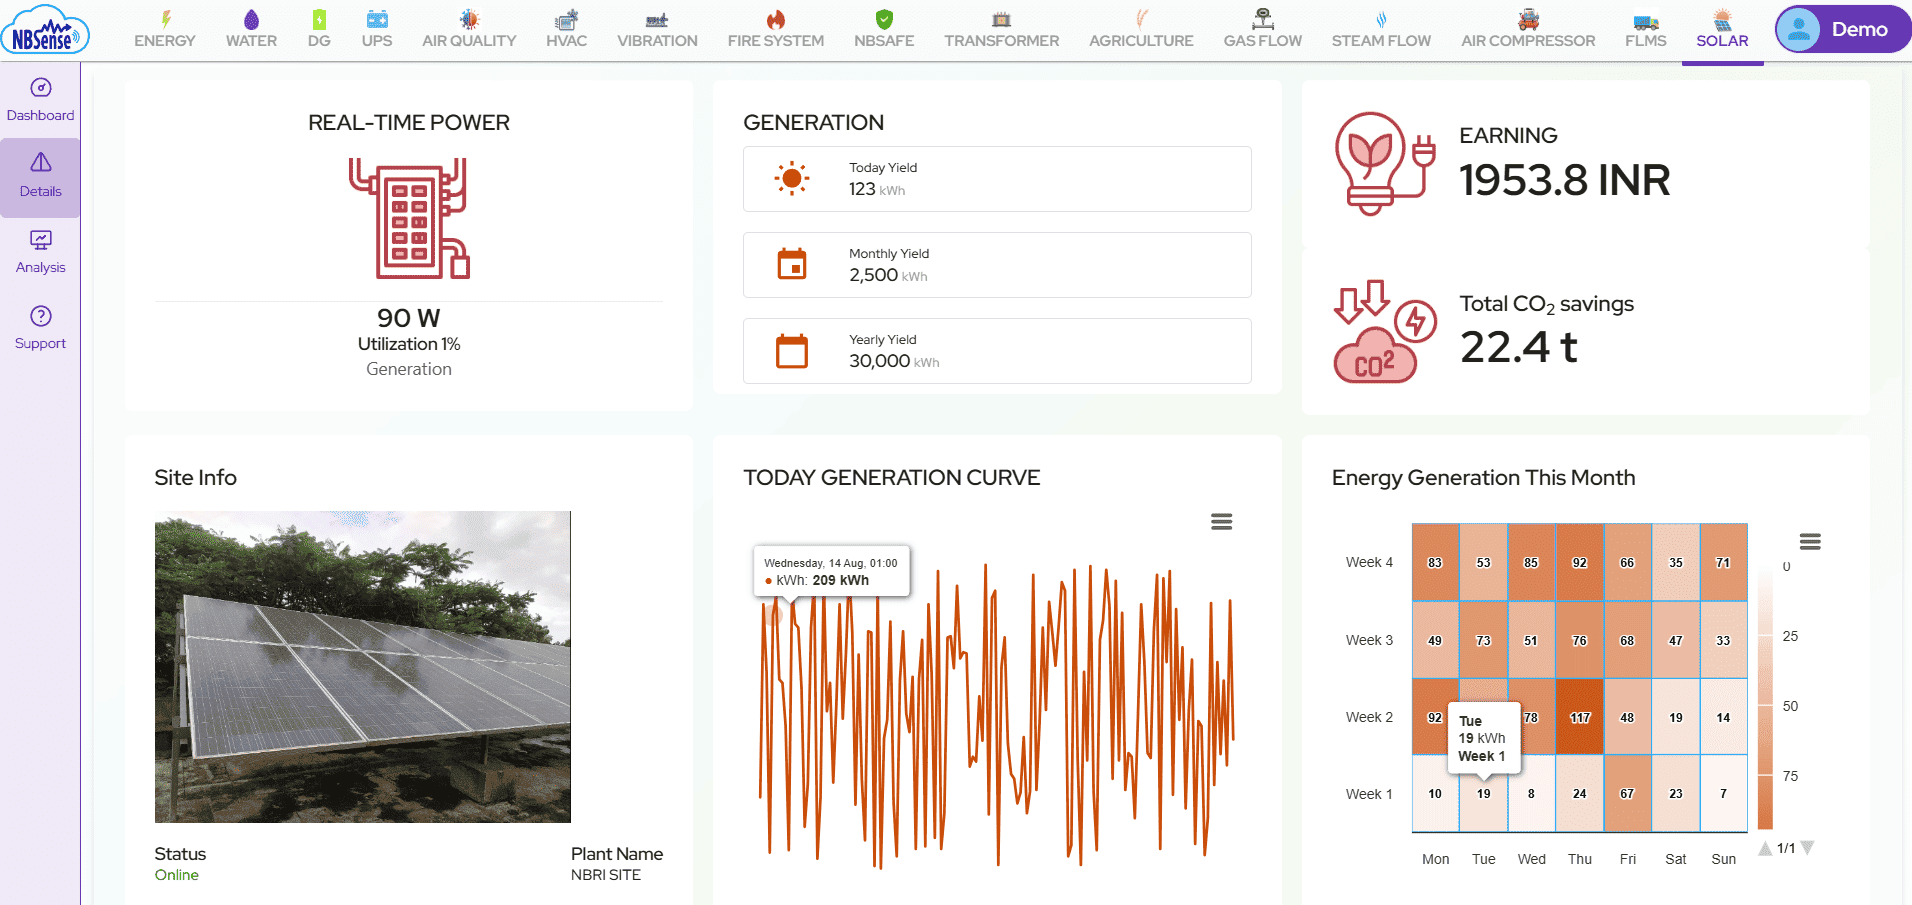 NBSense
ENERGY
WATER
DG
UPS
AIR QUALITY
HVAC
VIBRATION
FIRE SYSTEM
NBSAFE
TRANSFORMER
AGRICULTURE
GAS FLOW
STEAM FLOW
AIR COMPRESSOR
FLMS
SOLAR
Demo
Dashboard
Details
Analysis
Support
REAL-TIME POWER
90 W
Utilization 1%
Generation
GENERATION
Today Yield
123 kWh
Monthly Yield
2,500 kWh
Yearly Yield
30,000 kWh
EARNING
1953.8 INR
CO2
Total CO₂ savings
22.4 t
Site Info
Status
Online
Plant Name
NBRI SITE
TODAY GENERATION CURVE
Wednesday, 14 Aug, 01:00
● kWh: 209 kWh
Energy Generation This Month
Week 4 83 53 85 92 66 35 71
Week 3 49 73 51 76 68 47 33
Week 2 92 78 117 48 19 14
Tue
19 kWh
Week 1
Week 1 10 19 8 24 67 23 7
Mon Tue Wed Thu Fri Sat Sun
0
25
50
75
1/1